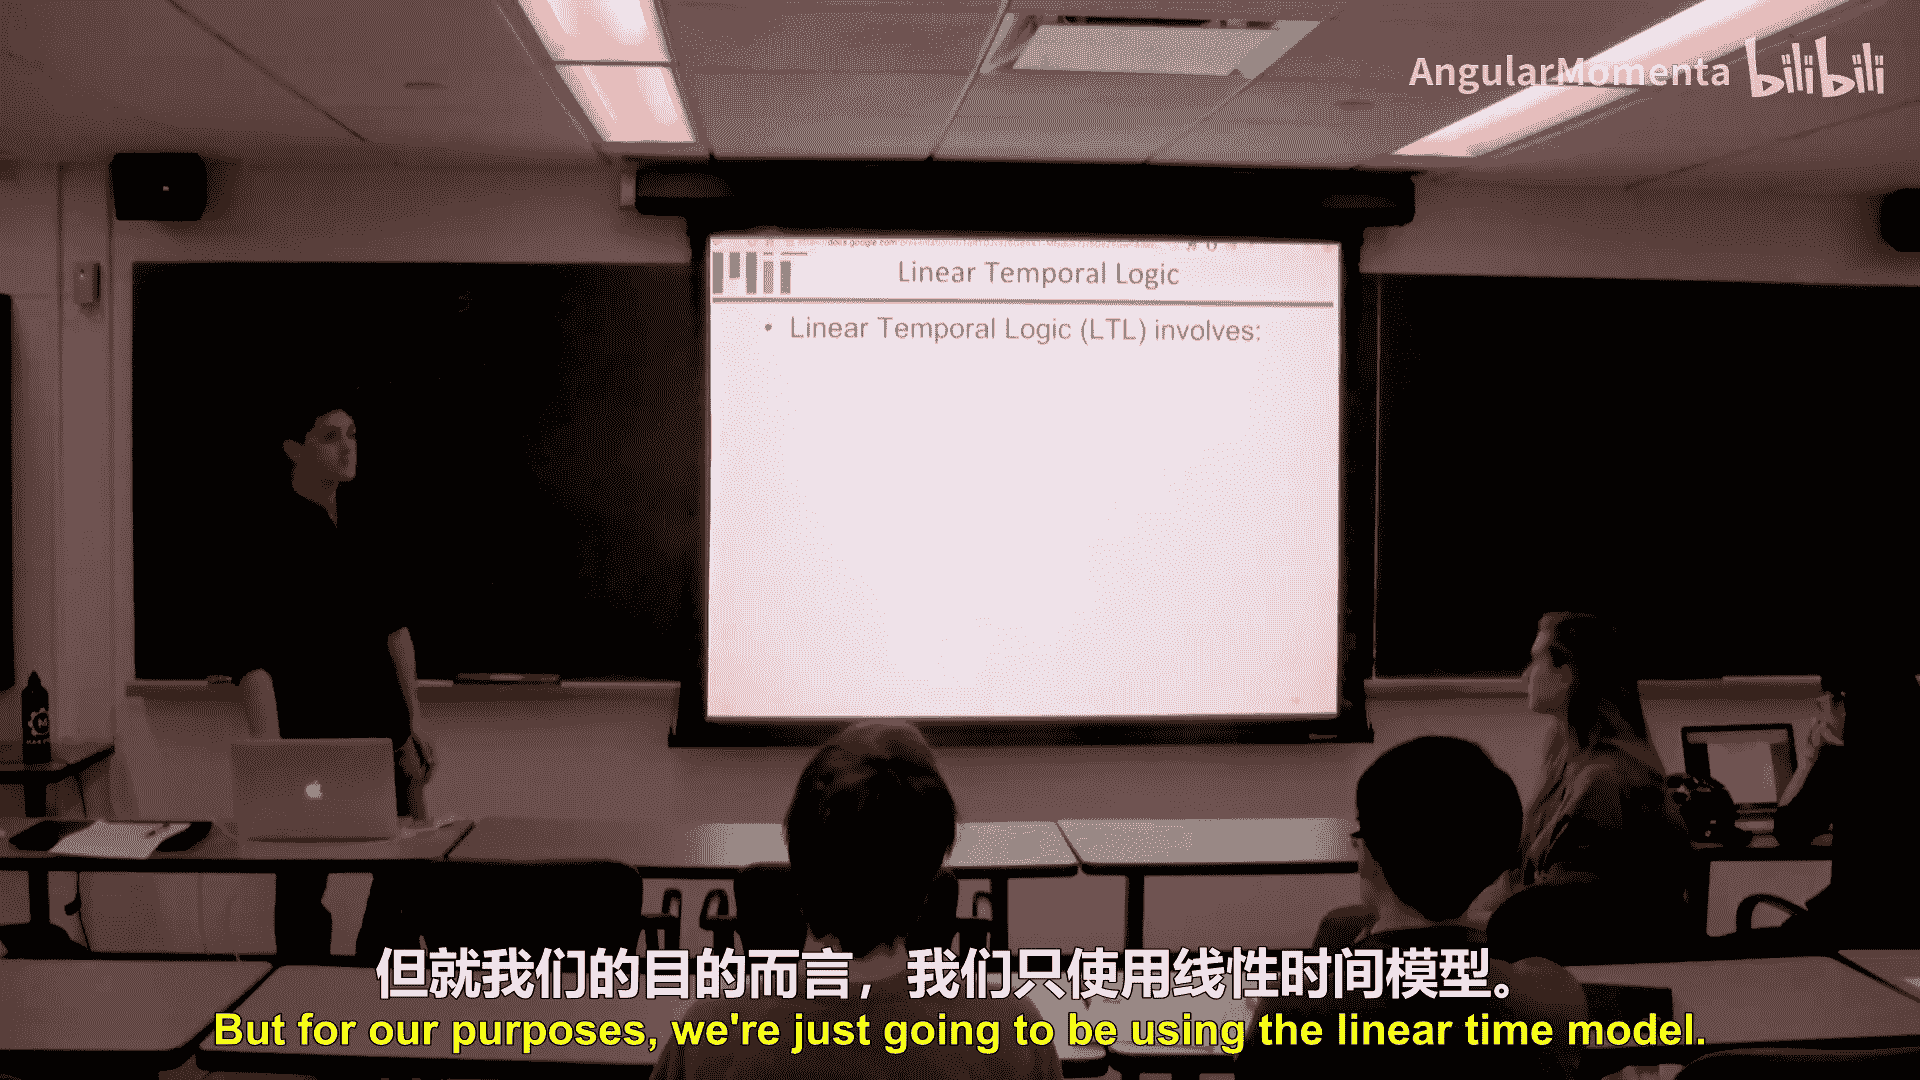 AngularMomenta bilibili
Linear Temporal Logic
• Linear Temporal Logic (LTL) involves:
但就我们的目的而言，我们只使用线性时间模型。
But for our purposes, we're just going to be using the linear time model.